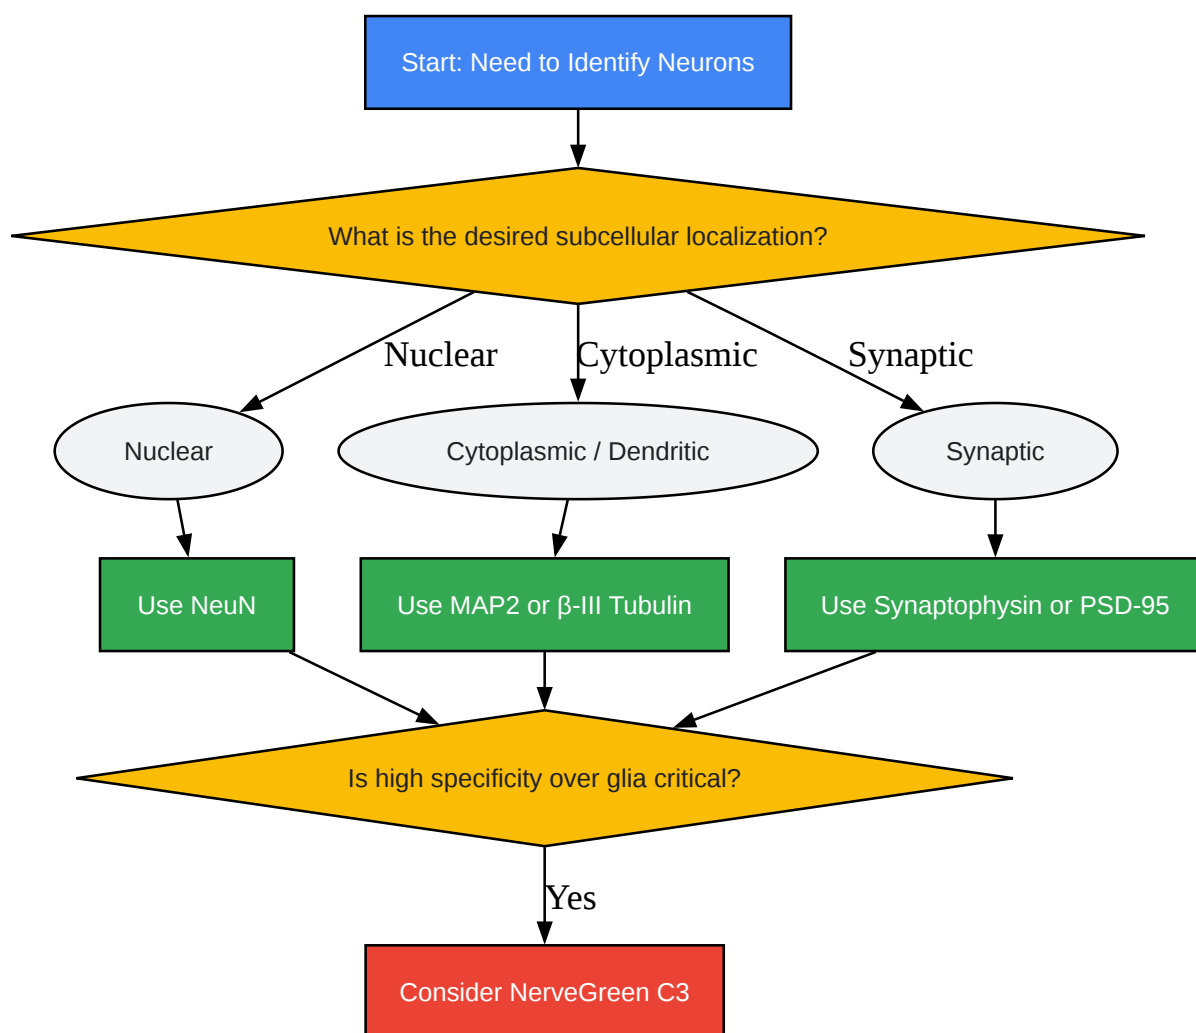 Start: Need to Identify Neurons
What is the desired subcellular localization?
Nuclear
Cytoplasmic
Synaptic
Nuclear
Cytoplasmic / Dendritic
Synaptic
Use NeuN
Use MAP2 or β-III Tubulin
Use Synaptophysin or PSD-95
Is high specificity over glia critical?
Yes
Consider NerveGreen C3